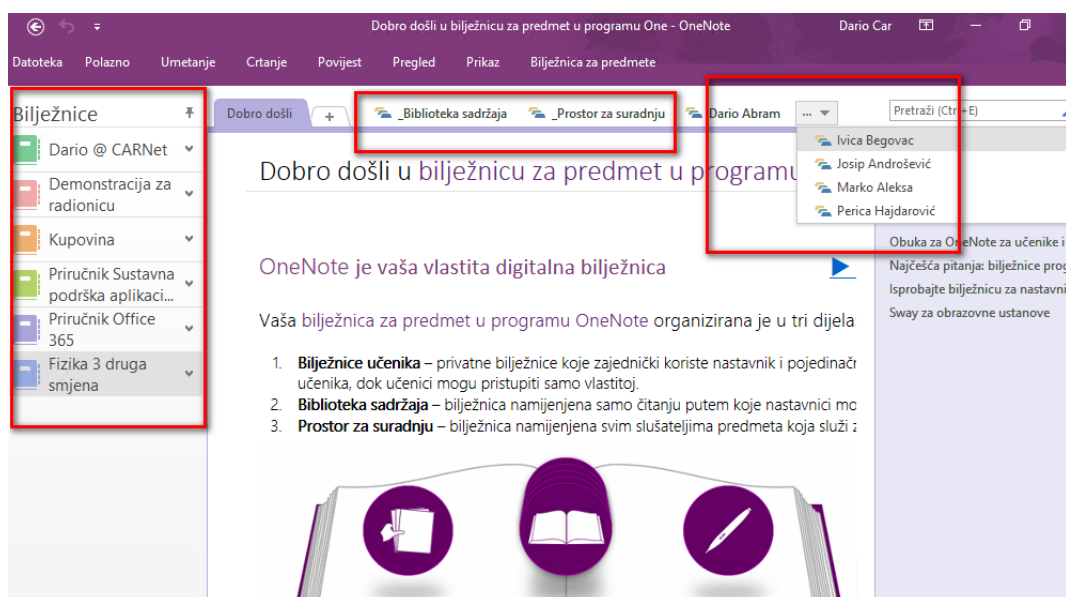 Dobro došli u bilježnicu za predmet u programu One - OneNote
Dario Car
Datoteka Polazno Umetanje Crtanje Povijest Pregled Prikaz Bilježnica za predmete
Bilježnice
Dario @ CARNet
Demonstracija za
radionicu
Kupovina
Priručnik Sustavna
podrška aplikaci...
Priručnik Office
365
Fizika 3 druga
smjena
Dobro došli + _Biblioteka sadržaja _Prostor za suradnju Dario Abram ...
Pretraži (Ctrl+E)
Ivica Begovac
Josip Androšević
Marko Aleksa
Perica Hajdarović
Dobro došli u bilježnicu za predmet u programu
OneNote je vaša vlastita digitalna bilježnica
Vaša bilježnica za predmet u programu OneNote organizirana je u tri dijela
1. Bilježnice učenika – privatne bilježnice koje zajednički koriste nastavnik i pojedinačn
učenika, dok učenici mogu pristupiti samo vlastitoj.
2. Biblioteka sadržaja – bilježnica namijenjena samo čitanju putem koje nastavnici mo
3. Prostor za suradnju – bilježnica namijenjena svim slušateljima predmeta koja služi z
Obuka za OneNote za učenike i
Najčešća pitanja: bilježnice prog
Isprobajte bilježnicu za nastavni
Sway za obrazovne ustanove